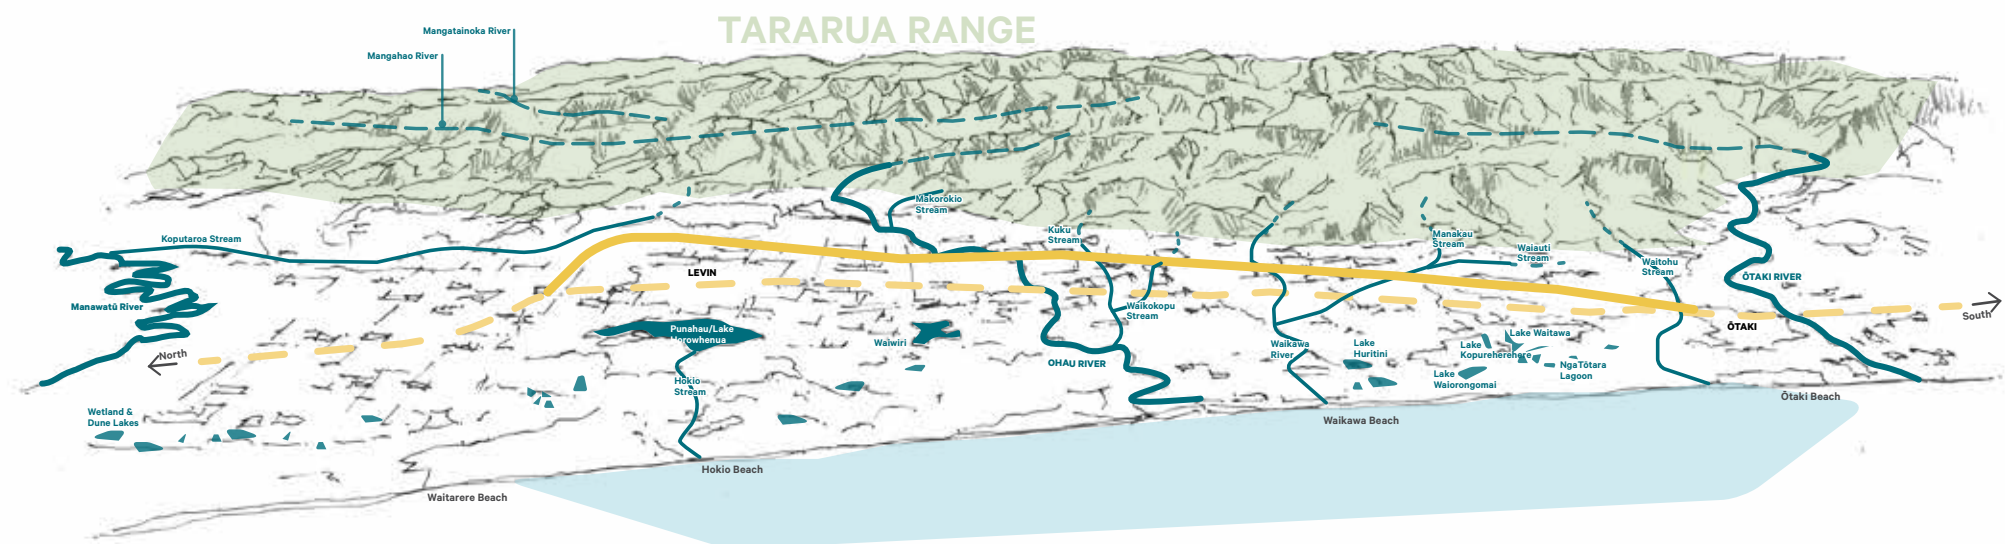 TARARUA RANGE
Mangatainoka River
Mangahao River
Makorokio
Stream
Kuku
Stream
Koputaroa Stream
Manakau
Stream
Waiauti
Stream
Waitohu
Stream
LEVIN
ŌTAKI RIVER
Manawatū River
Waikokopu
Stream
South
ŌTAKI
Punahau/Lake
Horowhenua
Waiwiri
North
OHAU RIVER
Waikawa
River
Lake
Huritini
Lake Waitawa
Lake
Kopureherehere
Lake
Waiorongomai
NgaTōtara
Lagoon
Hokio
Stream
Ōtaki Beach
Wetland &
Dune Lakes
Waikawa Beach
Hokio Beach
Waitarere Beach